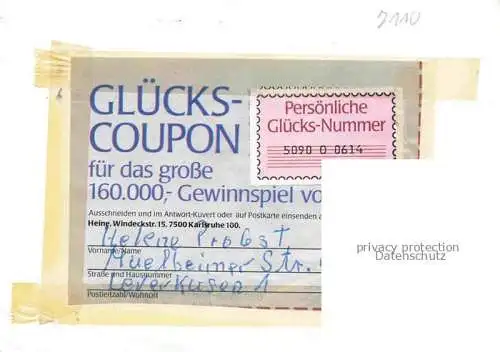 2110
GLÜCKS-
COUPON
für das große
160.000,- Gewinnspiel vo
Persönliche
Glücks-Nummer
5090 0 0614
Ausschneiden und im Antwort-Kuvert oder auf Postkarte einsenden a
Heine, Windeckstr. 15, 7500 Karlsruhe 100.
Helene Probst
Vorname/Name
Muelheimer Str.
Straße und Hausnummer
Leverkusen 1
Postleitzahl/Wohnort
privacy protection
Datenschutz